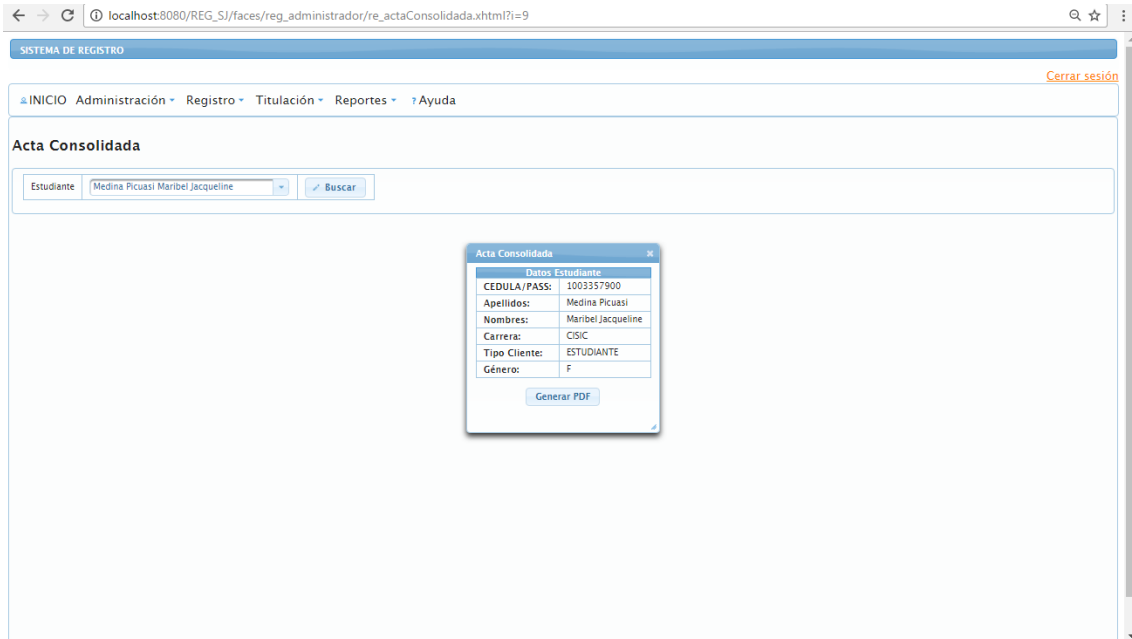 localhost:8080/REG_SJ/faces/reg_administrador/re_actaConsolidada.xhtml?i=9
SISTEMA DE REGISTRO
Cerrar sesión
INICIO Administración Registro Titulación Reportes ? Ayuda
Acta Consolidada
Estudiante Medina Picuasi Maribel Jacqueline Buscar
Acta Consolidada
Datos Estudiante
CEDULA/PASS: 1003357900
Apellidos: Medina Picuasi
Nombres: Maribel Jacqueline
Carrera: CISIC
Tipo Cliente: ESTUDIANTE
Género: F
Generar PDF